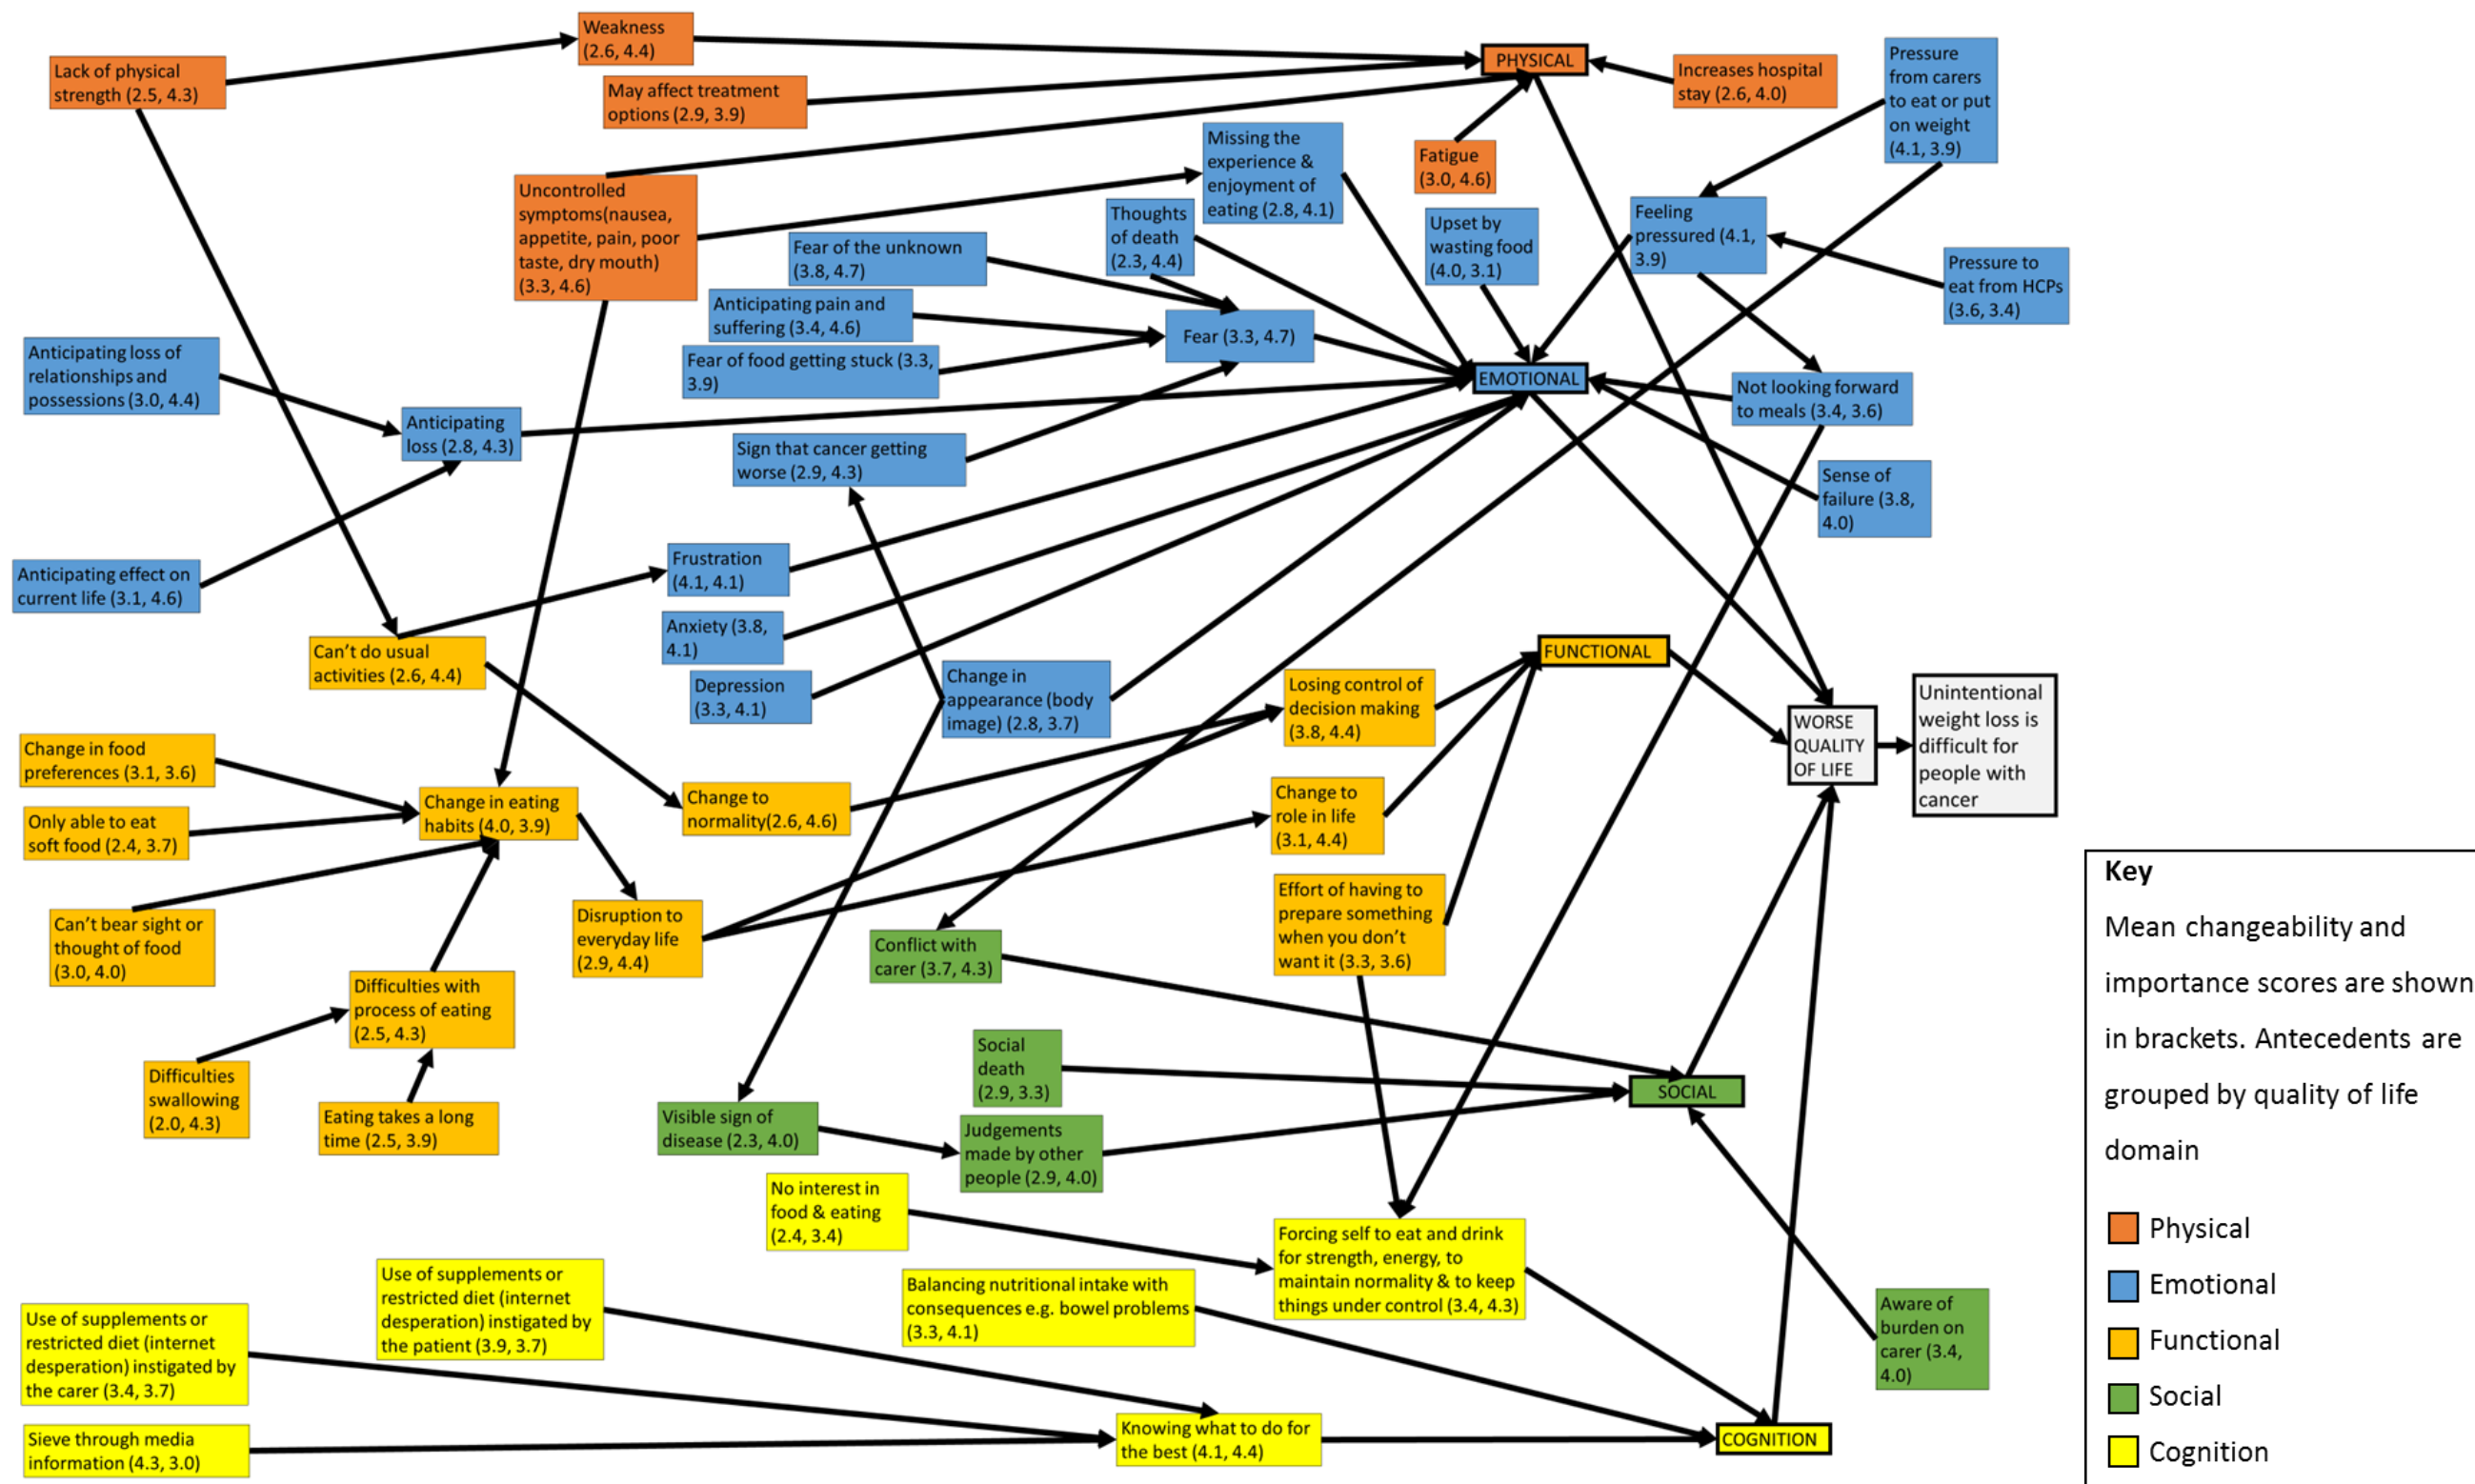 Weakness
(2.6, 4.4)
Lack of physical
strength (2.5, 4.3)
May affect treatment
options (2.9, 3.9)
PHYSICAL
Increases hospital
stay (2.6, 4.0)
Pressure
from carers
to eat or put
on weight
(4.1, 3.9)
Missing the
experience &
enjoyment of
eating (2.8, 4.1)
Fatigue
(3.0, 4.6)
Uncontrolled
symptoms(nausea,
appetite, pain, poor
taste, dry mouth)
(3.3, 4.6)
Thoughts
of death
(2.3, 4.4)
Upset by
wasting food
(4.0, 3.1)
Feeling
pressured (4.1,
3.9)
Fear of the unknown
(3.8, 4.7)
Pressure to
eat from HCPs
(3.6, 3.4)
Anticipating pain and
suffering (3.4, 4.6)
Fear (3.3, 4.7)
Fear of food getting stuck (3.3,
3.9)
Anticipating loss of
relationships and
possessions (3.0, 4.4)
EMOTIONAL
Not looking forward
to meals (3.4, 3.6)
Anticipating
loss (2.8, 4.3)
Sign that cancer getting
worse (2.9, 4.3)
Sense of
failure (3.8,
4.0)
Anticipating effect on
current life (3.1, 4.6)
Frustration
(4.1, 4.1)
Anxiety (3.8,
4.1)
Can't do usual
activities (2.6, 4.4)
Depression
(3.3, 4.1)
Change in
appearance (body
image) (2.8, 3.7)
FUNCTIONAL
Losing control of
decision making
(3.8, 4.4)
WORSE
QUALITY
OF LIFE
Unintentional
weight loss is
difficult for
people with
cancer
Change in food
preferences (3.1, 3.6)
Change in eating
habits (4.0, 3.9)
Change to
normality(2.6, 4.6)
Change to
role in life
(3.1, 4.4)
Only able to eat
soft food (2.4, 3.7)
Can't bear sight or
thought of food
(3.0, 4.0)
Disruption to
everyday life
(2.9, 4.4)
Effort of having to
prepare something
when you don't
want it (3.3, 3.6)
Conflict with
carer (3.7, 4.3)
Difficulties with
process of eating
(2.5, 4.3)
Difficulties
swallowing
(2.0, 4.3)
Eating takes a long
time (2.5, 3.9)
Social
death
(2.9, 3.3)
SOCIAL
Visible sign of
disease (2.3, 4.0)
Judgements
made by other
people (2.9, 4.0)
No interest in
food & eating
(2.4, 3.4)
Forcing self to eat and drink
for strength, energy, to
maintain normality & to keep
things under control (3.4, 4.3)
Balancing nutritional intake with
consequences e.g. bowel problems
(3.3, 4.1)
Use of supplements or
restricted diet (internet
desperation) instigated by
the patient (3.9, 3.7)
Use of supplements or
restricted diet (internet
desperation) instigated by
the carer (3.4, 3.7)
Aware of
burden on
carer (3.4,
4.0)
Sieve through media
information (4.3, 3.0)
Knowing what to do for
the best (4.1, 4.4)
COGNITION
Key
Mean changeability and
importance scores are shown
in brackets. Antecedents are
grouped by quality of life
domain
Physical
Emotional
Functional
Social
Cognition